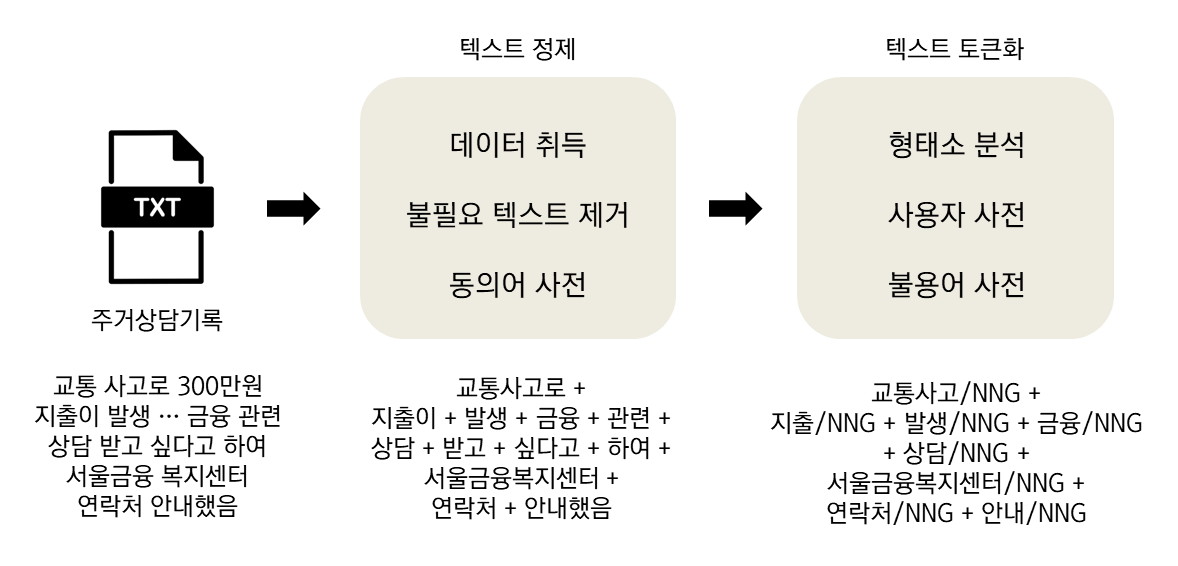 텍스트 정제
텍스트 토큰화
데이터 취득
불필요 텍스트 제거
동의어 사전
형태소 분석
사용자 사전
불용어 사전
TXT
주거상담기록
교통 사고로 300만원
지출이 발생 … 금융 관련
상담 받고 싶다고 하여
서울금융 복지센터
연락처 안내했음
교통사고로 +
지출이 + 발생 + 금융 + 관련 +
상담 + 받고 + 싶다고 + 하여 +
서울금융복지센터 +
연락처 + 안내했음
교통사고/NNG +
지출/NNG + 발생/NNG + 금융/NNG
+ 상담/NNG +
서울금융복지센터/NNG +
연락처/NNG + 안내/NNG